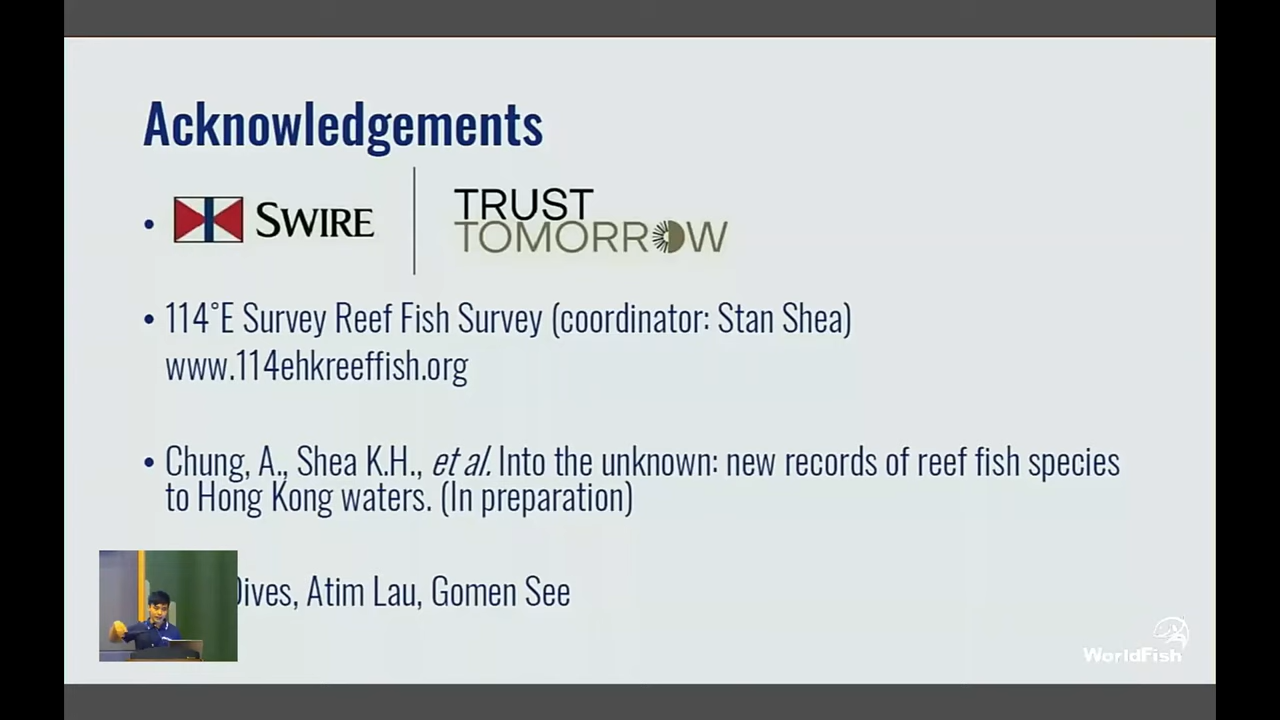 Acknowledgements
• SWIRE
TRUST
TOMORROW
• 114°E Survey Reef Fish Survey (coordinator: Stan Shea)
www.114ehkreeffish.org
• Chung, A., Shea K.H., et al. Into the unknown: new records of reef fish species
to Hong Kong waters. (In preparation)
Dives, Atim Lau, Gomen See
WorldFish